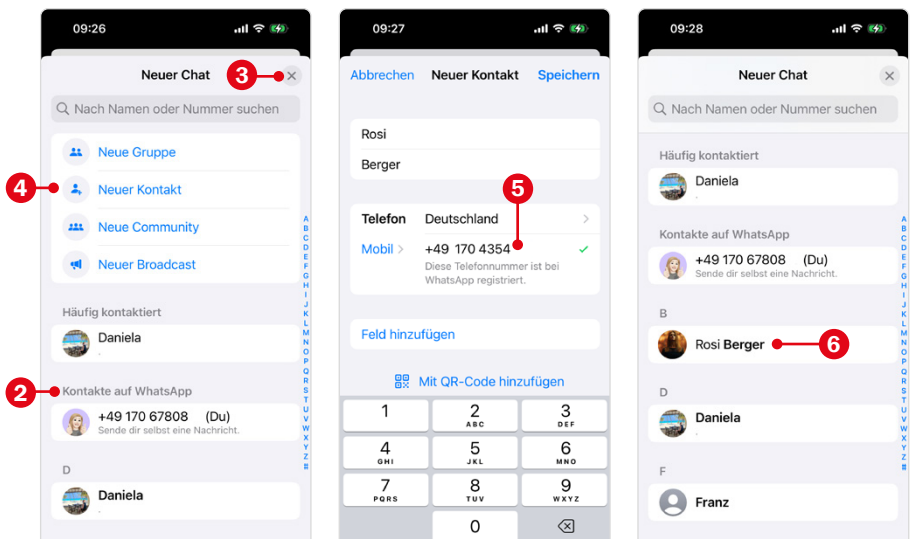 09:26
Neuer Chat
3
Nach Namen oder Nummer suchen
Neue Gruppe
4
Neuer Kontakt
Neue Community
Neuer Broadcast
Häufig kontaktiert
Daniela
.
2
Kontakte auf WhatsApp
+49 170 67808 (Du)
Sende dir selbst eine Nachricht.
D
Daniela
A
B
C
D
E
F
G
H
I
J
K
L
M
N
O
P
Q
R
S
T
U
V
W
X
Y
Z
#
09:27
Abbrechen Neuer Kontakt Speichern
Rosi
Berger
5
Telefon Deutschland
Mobil +49 170 4354
Diese Telefonnummer ist bei
WhatsApp registriert.
Feld hinzufügen
Mit QR-Code hinzufügen
1 2 3
ABC DEF
4 5 6
GHI JKL MNO
7 8 9
PQRS TUV WXYZ
0
09:28
Neuer Chat
Nach Namen oder Nummer suchen
Häufig kontaktiert
Daniela
.
Kontakte auf WhatsApp
+49 170 67808 (Du)
Sende dir selbst eine Nachricht.
B
Rosi Berger
6
D
Daniela
.
F
Franz
A
B
C
D
E
F
G
H
I
J
K
L
M
N
O
P
Q
R
S
T
U
V
W
X
Y
Z
#